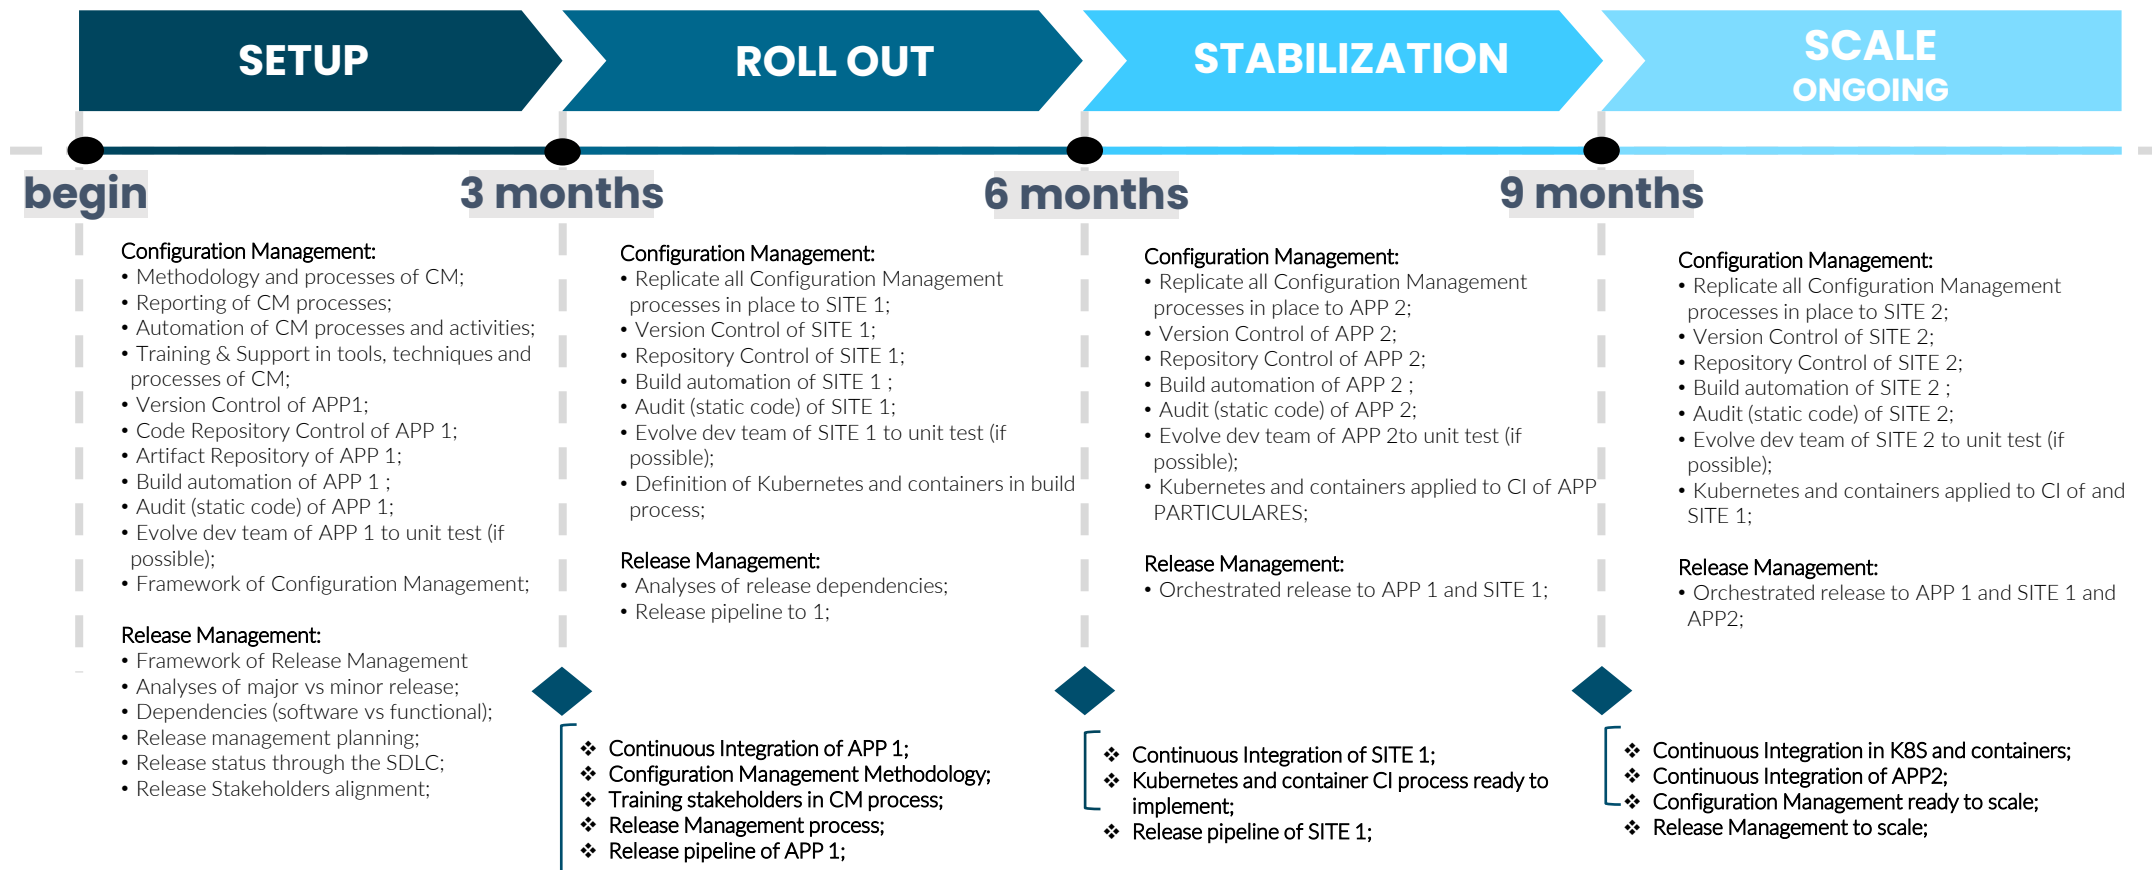 SETUP
ROLL OUT
STABILIZATION
SCALE
ONGOING
begin
3 months
6 months
9 months
Configuration Management:
• Methodology and processes of CM;
• Reporting of CM processes;
• Automation of CM processes and activities;
• Training & Support in tools, techniques and
processes of CM;
• Version Control of APP1;
• Code Repository Control of APP 1;
• Artifact Repository of APP 1;
• Build automation of APP 1 ;
• Audit (static code) of APP 1;
• Evolve dev team of APP 1 to unit test (if
possible);
• Framework of Configuration Management;
Release Management:
• Framework of Release Management
• Analyses of major vs minor release;
• Dependencies (software vs functional);
• Release management planning;
• Release status through the SDLC;
• Release Stakeholders alignment;
Configuration Management:
• Replicate all Configuration Management
processes in place to SITE 1;
• Version Control of SITE 1;
• Repository Control of SITE 1;
• Build automation of SITE 1 ;
• Audit (static code) of SITE 1;
• Evolve dev team of SITE 1 to unit test (if
possible);
• Definition of Kubernetes and containers in build
process;
Release Management:
• Analyses of release dependencies;
• Release pipeline to 1;
❖ Continuous Integration of APP 1;
❖ Configuration Management Methodology;
❖ Training stakeholders in CM process;
❖ Release Management process;
❖ Release pipeline of APP 1;
Configuration Management:
• Replicate all Configuration Management
processes in place to APP 2;
• Version Control of APP 2;
• Repository Control of APP 2;
• Build automation of APP 2 ;
• Audit (static code) of APP 2;
• Evolve dev team of APP 2to unit test (if
possible);
• Kubernetes and containers applied to CI of APP
PARTICULARES;
Release Management:
• Orchestrated release to APP 1 and SITE 1;
❖ Continuous Integration of SITE 1;
❖ Kubernetes and container CI process ready to
implement;
❖ Release pipeline of SITE 1;
Configuration Management:
• Replicate all Configuration Management
processes in place to SITE 2;
• Version Control of SITE 2;
• Repository Control of SITE 2;
• Build automation of SITE 2 ;
• Audit (static code) of SITE 2;
• Evolve dev team of SITE 2 to unit test (if
possible);
• Kubernetes and containers applied to CI of and
SITE 1;
Release Management:
• Orchestrated release to APP 1 and SITE 1 and
APP2;
❖ Continuous Integration in K8S and containers;
❖ Continuous Integration of APP2;
❖ Configuration Management ready to scale;
❖ Release Management to scale;